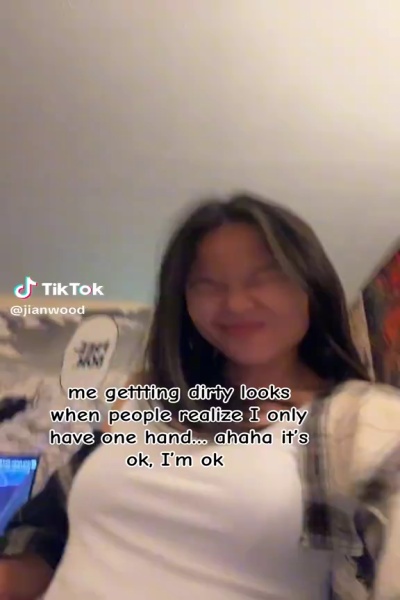 TikTok
@jianwood
me gettting dirty looks
when people realize I only
have one hand... ahaha it's
ok, I'm ok